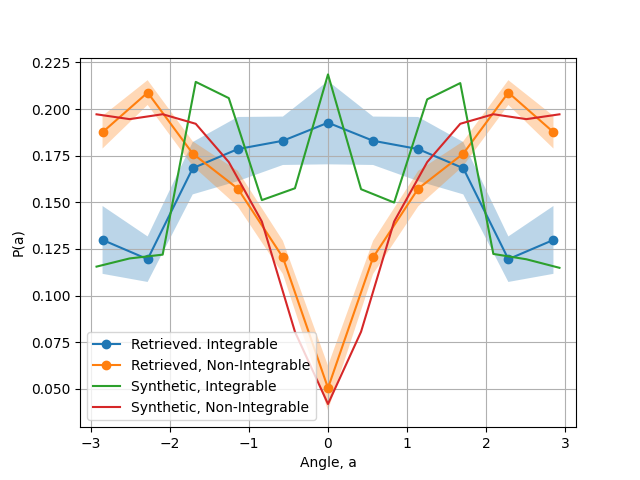 0.225
0.200
0.175
0.150
0.125
0.100
0.075
0.050
P(a)
Retrieved. Integrable
Retrieved, Non-Integrable
Synthetic, Integrable
Synthetic, Non-Integrable
−3 −2 −1 0 1 2 3
Angle, a